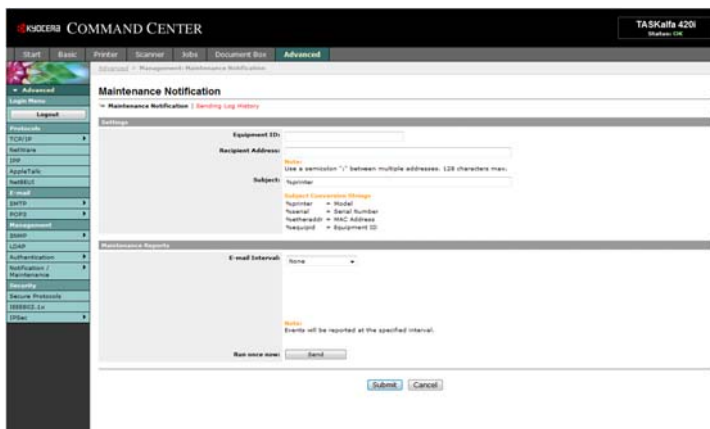 KYOCERA COMMAND CENTER
TASKalfa 420i
Status: OK
Start Basic Printer Scanner Jobs Document Box Advanced
Advanced > Management: Maintenance Notification
Advanced
Login Menu
Logout
Protocols
TCP/IP
NetWare
IPP
AppleTalk
NetBEUI
E-mail
SMTP
POP3
Management
SNMP
LDAP
Authentication
Notification /
Maintenance
Security
Secure Protocols
IEEE802.1x
IPSec
Maintenance Notification
Maintenance Notification | Sending Log History
Settings
Equipment ID:
Recipient Address:
Note:
Use a semicolon ";" between multiple addresses. 128 characters max.
Subject: %printer
Subject Conversion Strings
%printer = Model
%serial = Serial Number
%etheraddr = MAC Address
%equipid = Equipment ID
Maintenance Reports
E-mail Interval: None
Note:
Events will be reported at the specified interval.
Run once now: Send
Submit Cancel